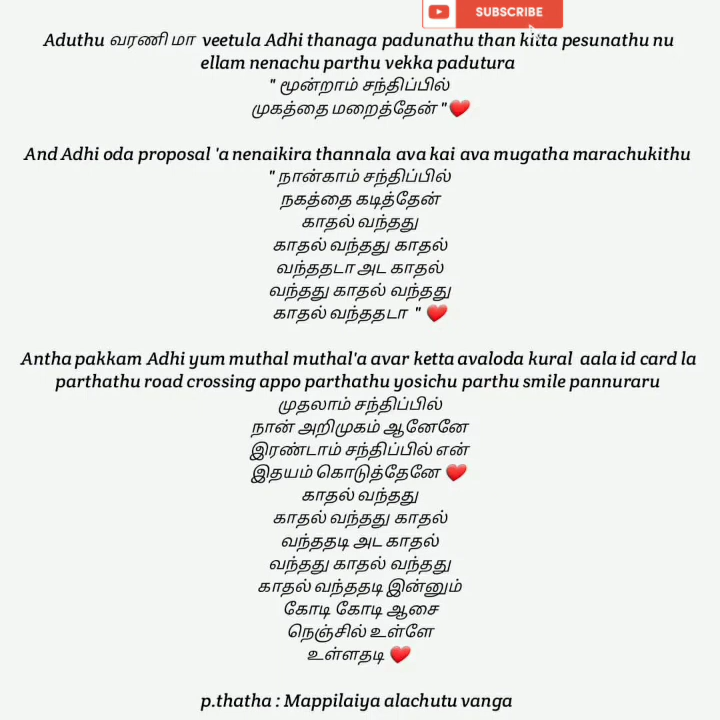 SUBSCRIBE
Aduthu வரணி மா veetula Adhi thanaga padunathu than kitta pesunathu nu
ellam nenachu parthu vekka padutura
" மூன்றாம் சந்திப்பில்
முகத்தை மறைத்தேன் "❤️
And Adhi oda proposal 'a nenaikira thannala ava kai ava mugatha marachukithu
" நான்காம் சந்திப்பில்
நகத்தை கடித்தேன்
காதல் வந்தது
காதல் வந்தது காதல்
வந்ததடா அட காதல்
வந்தது காதல் வந்தது
காதல் வந்ததடா " ❤️
Antha pakkam Adhi yum muthal muthal'a avar ketta avaloda kural aala id card la
parthathu road crossing appo parthathu yosichu parthu smile pannuraru
முதலாம் சந்திப்பில்
நான் அறிமுகம் ஆனேனே
இரண்டாம் சந்திப்பில் என்
இதயம் கொடுத்தேனே ❤️
காதல் வந்தது
காதல் வந்தது காதல்
வந்ததடி அட காதல்
வந்தது காதல் வந்தது
காதல் வந்ததடி இன்னும்
கோடி கோடி ஆசை
நெஞ்சில் உள்ளே
உள்ளதடி ❤️
p.thatha : Mappilaiya alachutu vanga